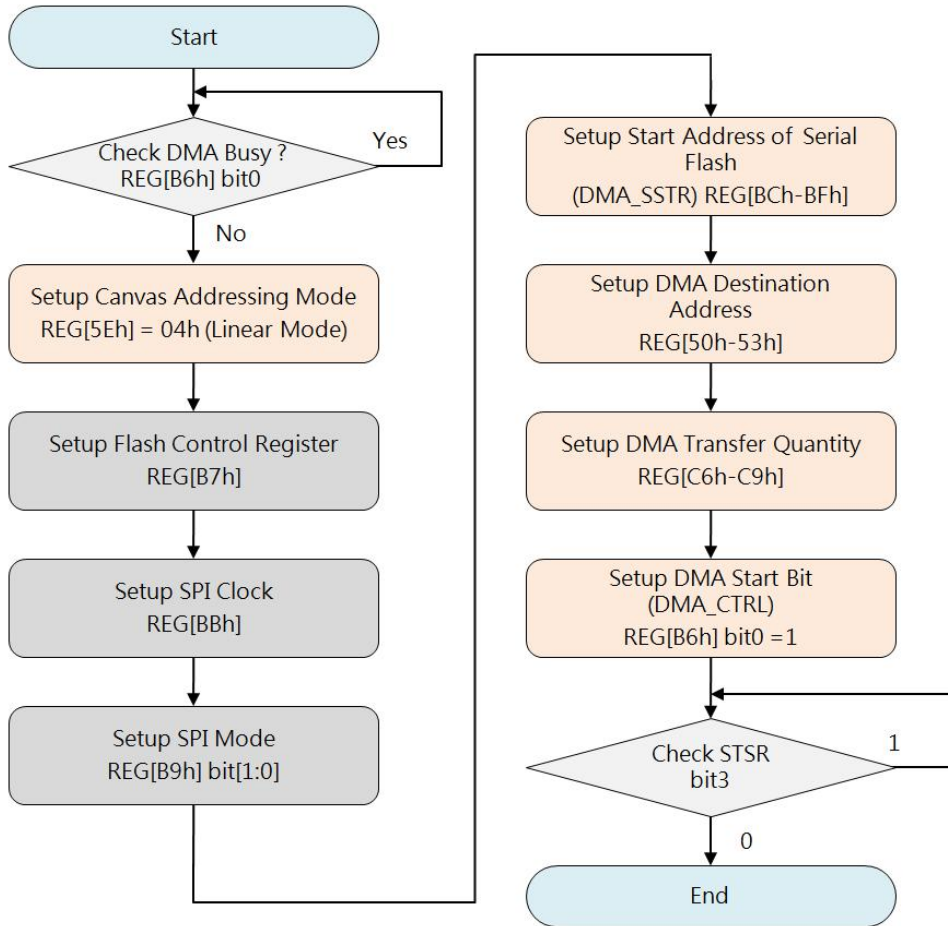 Start
Check DMA Busy ?
REG[B6h] bit0
Yes
No
Setup Canvas Addressing Mode
REG[5Eh] = 04h (Linear Mode)
Setup Flash Control Register
REG[B7h]
Setup SPI Clock
REG[BBh]
Setup SPI Mode
REG[B9h] bit[1:0]
Setup Start Address of Serial
Flash
(DMA_SSTR) REG[BCh-BFh]
Setup DMA Destination
Address
REG[50h-53h]
Setup DMA Transfer Quantity
REG[C6h-C9h]
Setup DMA Start Bit
(DMA_CTRL)
REG[B6h] bit0 =1
Check STSR
bit3
1
0
End